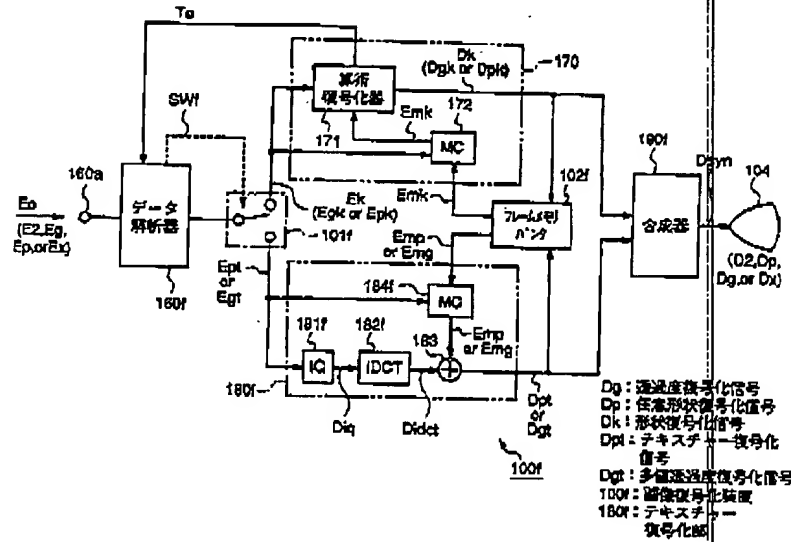 Te
SWf
160a
Eo
(E2,Eg,
Ep,orEx)
データ
解析器
160f
算術
復号化器
171
Emk
172
MC
Dk
(Dgk or Dpk)
170
Ek
(Egk or Epk)
101f
Emk
102f
フレームメモリ
バンク
Emp
or Emg
Ept
or
Egt
184f
MC
Emp
or Emg
181f
IQ
182f
IDCT
183
180f
Diq
Didct
Dpt
or
Dgt
100f
190f
合成器
Dsyn
104
(D2,Dp,
Dg,or Dx)
Dg:透過度復号化信号
Dp:任意形状復号化信号
Dk:形状復号化信号
Dpt:テキスチャー復号化
信号
Dgt:多値透過度復号化信号
100f:画像復号化装置
180f:テキスチャー
復号化部